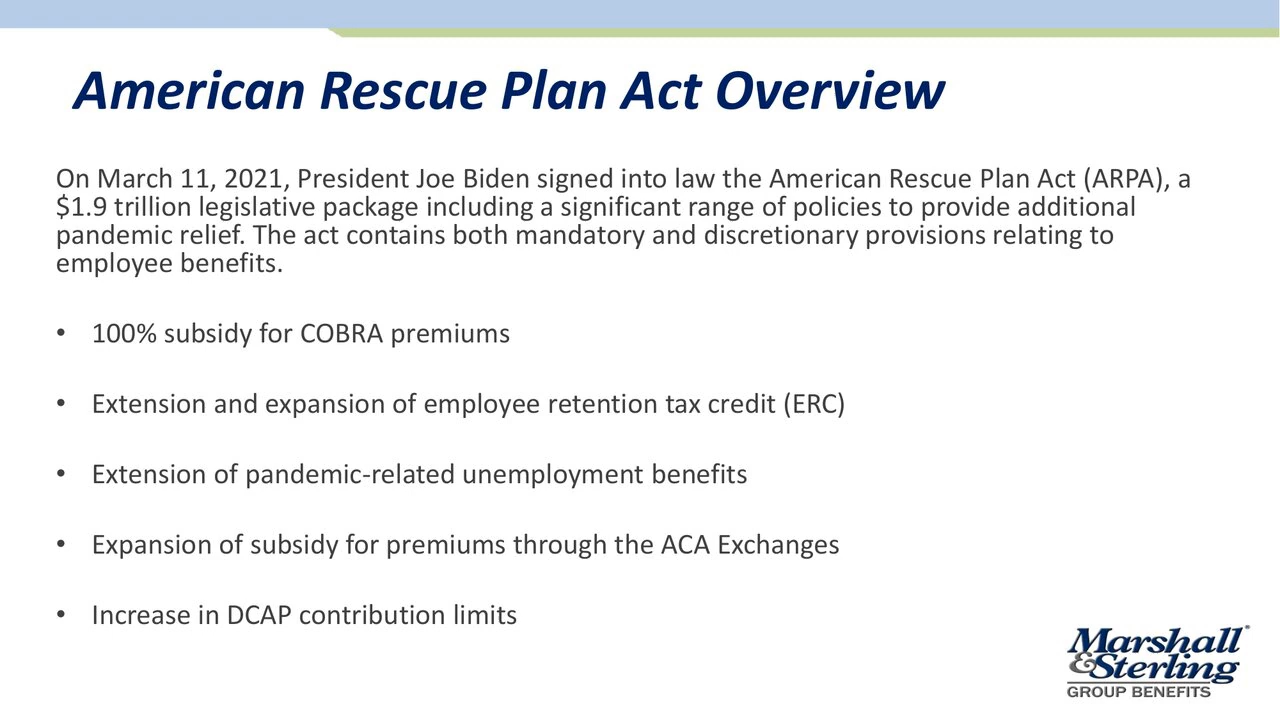 American Rescue Plan Act Overview
On March 11, 2021, President Joe Biden signed into law the American Rescue Plan Act (ARPA), a
$1.9 trillion legislative package including a significant range of policies to provide additional
pandemic relief. The act contains both mandatory and discretionary provisions relating to
employee benefits.
• 100% subsidy for COBRA premiums
• Extension and expansion of employee retention tax credit (ERC)
• Extension of pandemic-related unemployment benefits
• Expansion of subsidy for premiums through the ACA Exchanges
• Increase in DCAP contribution limits
Marshall®
&Sterling
GROUP BENEFITS